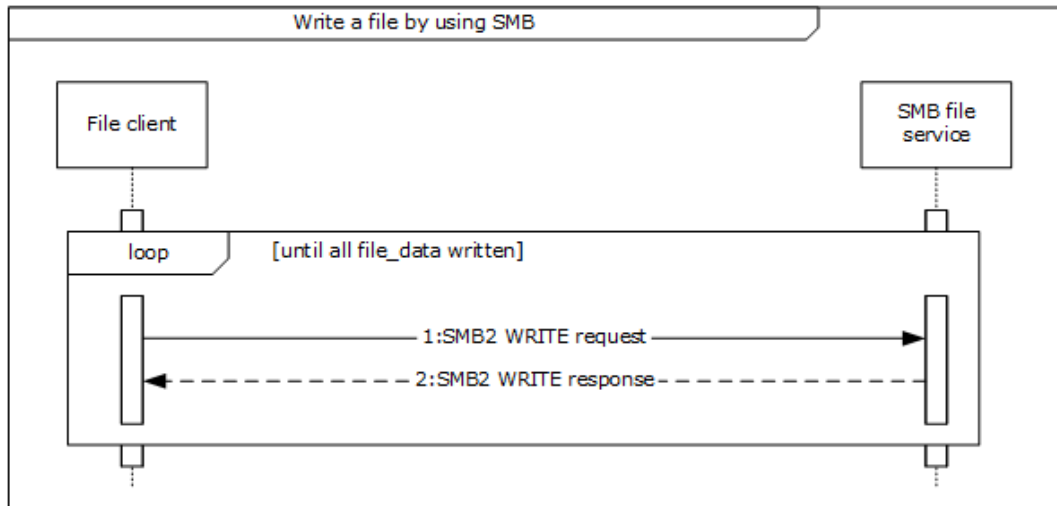 Write a file by using SMB
File client
SMB file
service
loop
[until all file_data written]
1:SMB2 WRITE request
2:SMB2 WRITE response